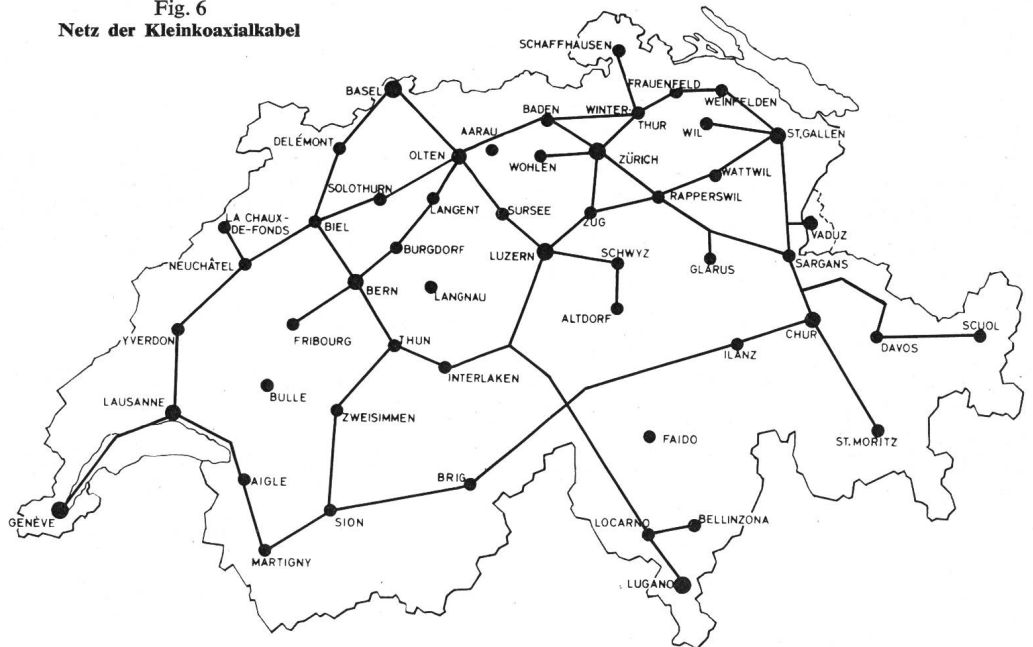 Fig. 6
Netz der Kleinkoaxialkabel
SCHAFFHAUSEN
BASEL
FRAUENFELD
BADEN
WINTER-
THUR
WEINFELDEN
AARAU
WIL
ST.GALLEN
DELÉMONT
OLTEN
WOHLEN
ZÜRICH
WATTWIL
SOLOTHURN
LANGENT
SURSEE
RAPPERSWIL
LA CHAUX-
DE-FONDS
BIEL
ZUG
VADUZ
BURGDORF
LUZERN
SCHWYZ
GLARUS
SARGANS
NEUCHÂTEL
BERN
LANGNAU
ALTDORF
CHUR
SCUOL
YVERDON
FRIBOURG
THUN
ILANZ
DAVOS
INTERLAKEN
BULLE
LAUSANNE
ZWEISIMMEN
FAIDO
ST.MORITZ
AIGLE
BRIG
GENÈVE
SION
LOCARNO
BELLINZONA
MARTIGNY
LUGANO